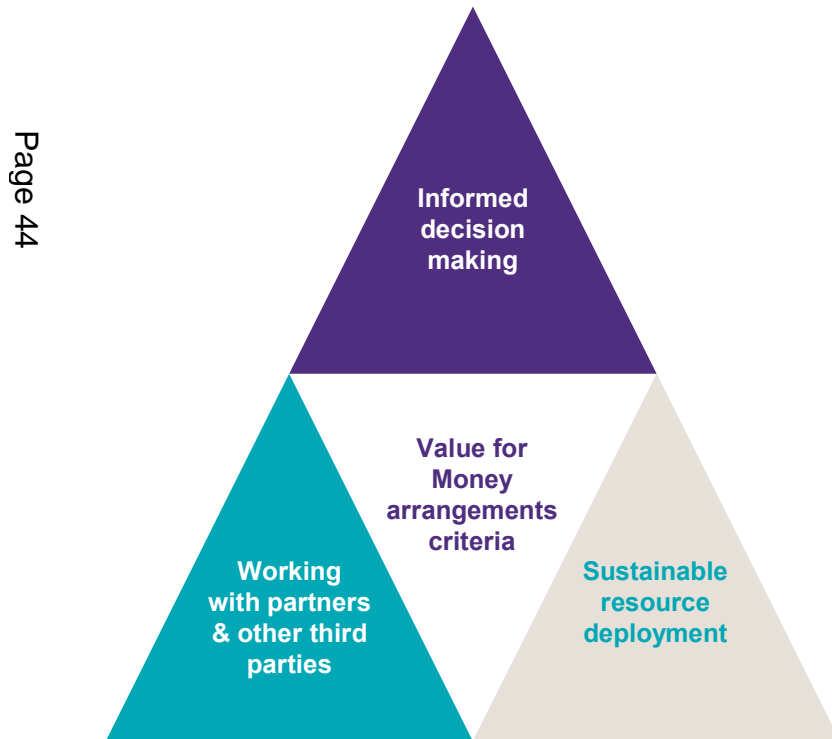 Page 44
Informed
decision
making
Value for
Money
arrangements
criteria
Working
with partners
& other third
parties
Sustainable
resource
deployment